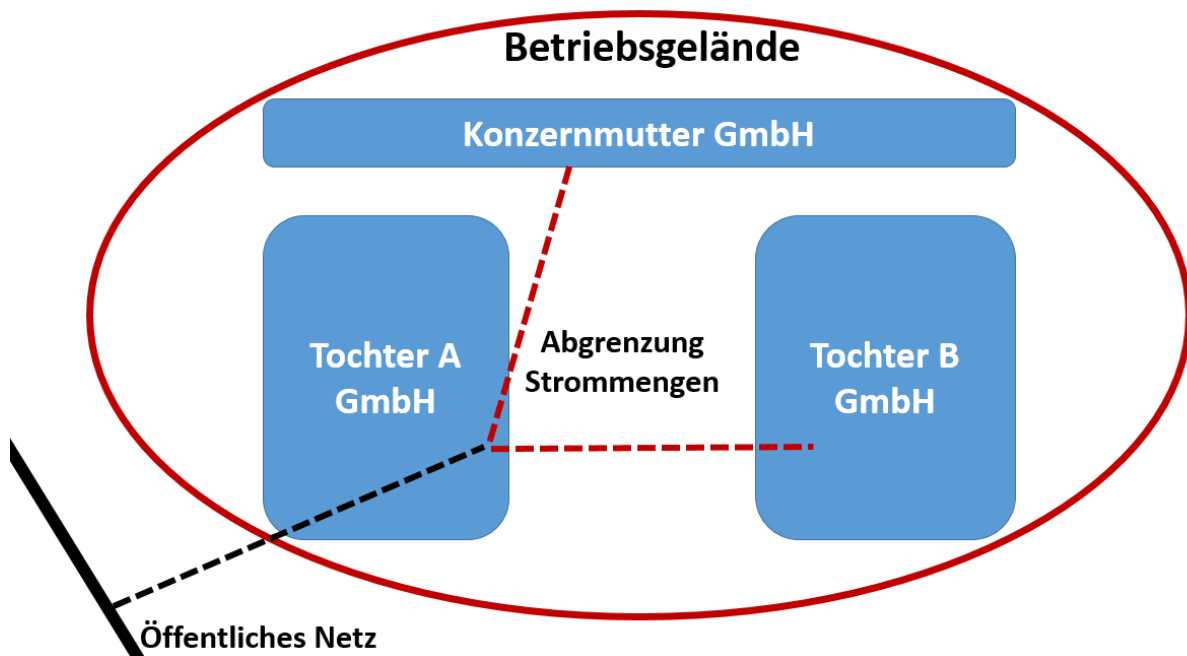 Betriebsgelände
Konzernmutter GmbH
Tochter A
GmbH
Abgrenzung
Strommengen
Tochter B
GmbH
Öffentliches Netz